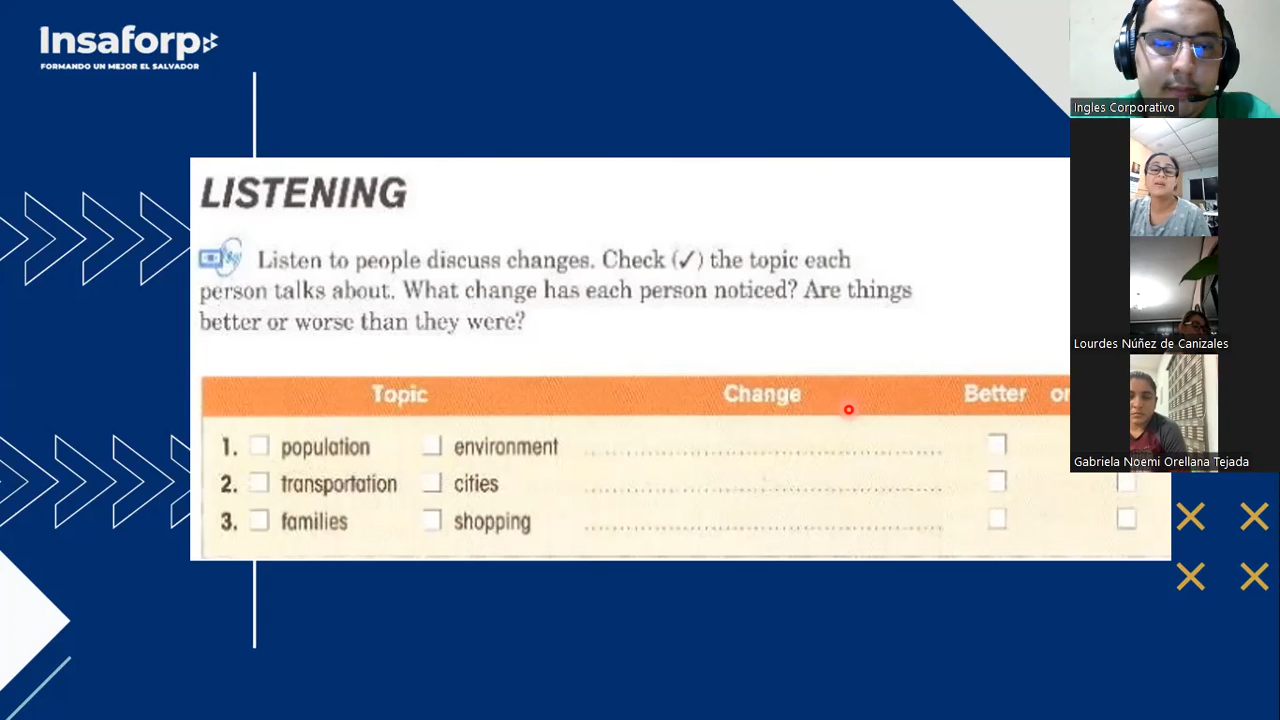 Insaforp
FORMANDO UN MEJOR EL SALVADOR
LISTENING
Listen to people discuss changes. Check (✓) the topic each
person talks about. What change has each person noticed? Are things
better or worse than they were?
Topic Change Better or
1. population environment
2. transportation cities
3. families shopping
Ingles Corporativo
Lourdes Núñez de Canizales
Gabriela Noemi Orellana Tejada